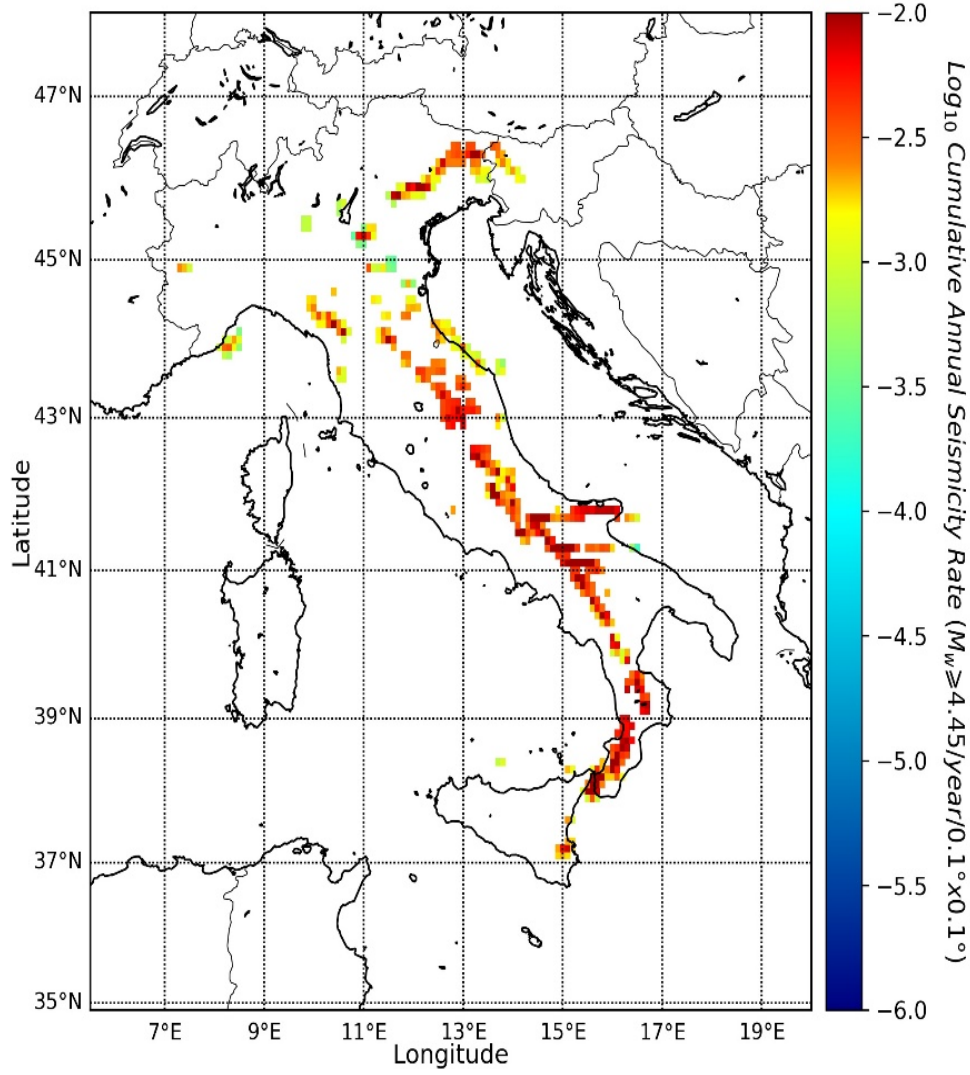 47°N
45°N
43°N
41°N
39°N
37°N
35°N
Latitude
7°E 9°E 11°E 13°E 15°E 17°E 19°E
Longitude
−2.0
−2.5
−3.0
−3.5
−4.0
−4.5
−5.0
−5.5
−6.0
Log₁₀ Cumulative Annual Seismicity Rate (M_w≥4.45/year/0.1°x0.1°)